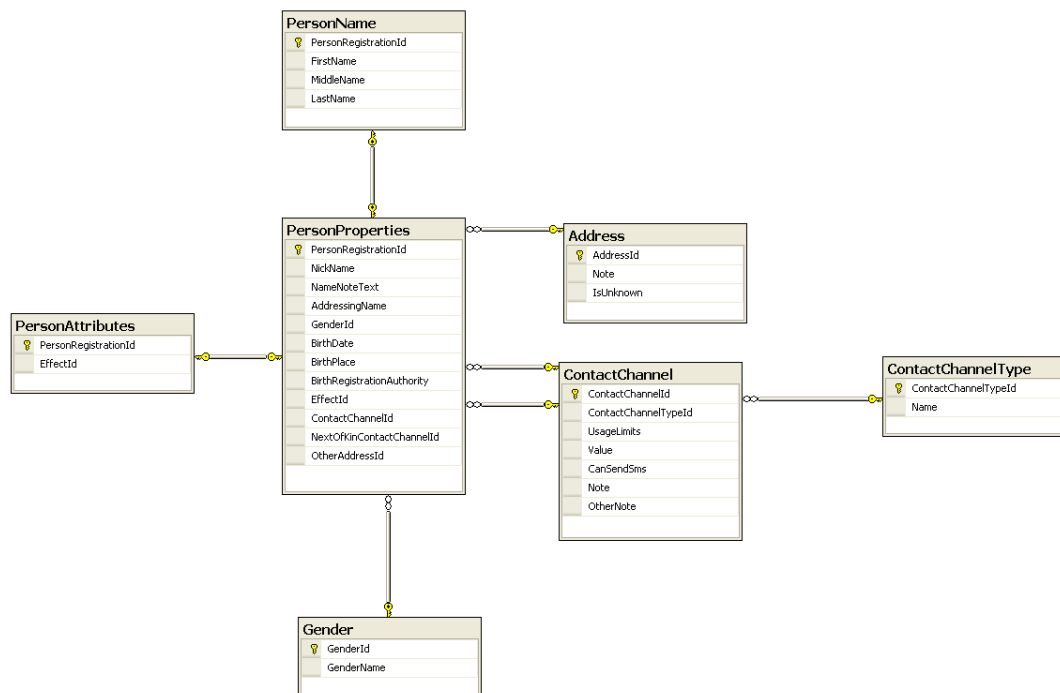 PersonName
PersonRegistrationId
FirstName
MiddleName
LastName
PersonProperties
PersonRegistrationId
NickName
NameNoteText
AddressingName
GenderId
BirthDate
BirthPlace
BirthRegistrationAuthority
EffectId
ContactChannelId
NextOfKinContactChannelId
OtherAddressId
Address
AddressId
Note
IsUnknown
PersonAttributes
PersonRegistrationId
EffectId
ContactChannel
ContactChannelId
ContactChannelTypeId
UsageLimits
Value
CanSendSms
Note
OtherNote
ContactChannelType
ContactChannelTypeId
Name
Gender
GenderId
GenderName